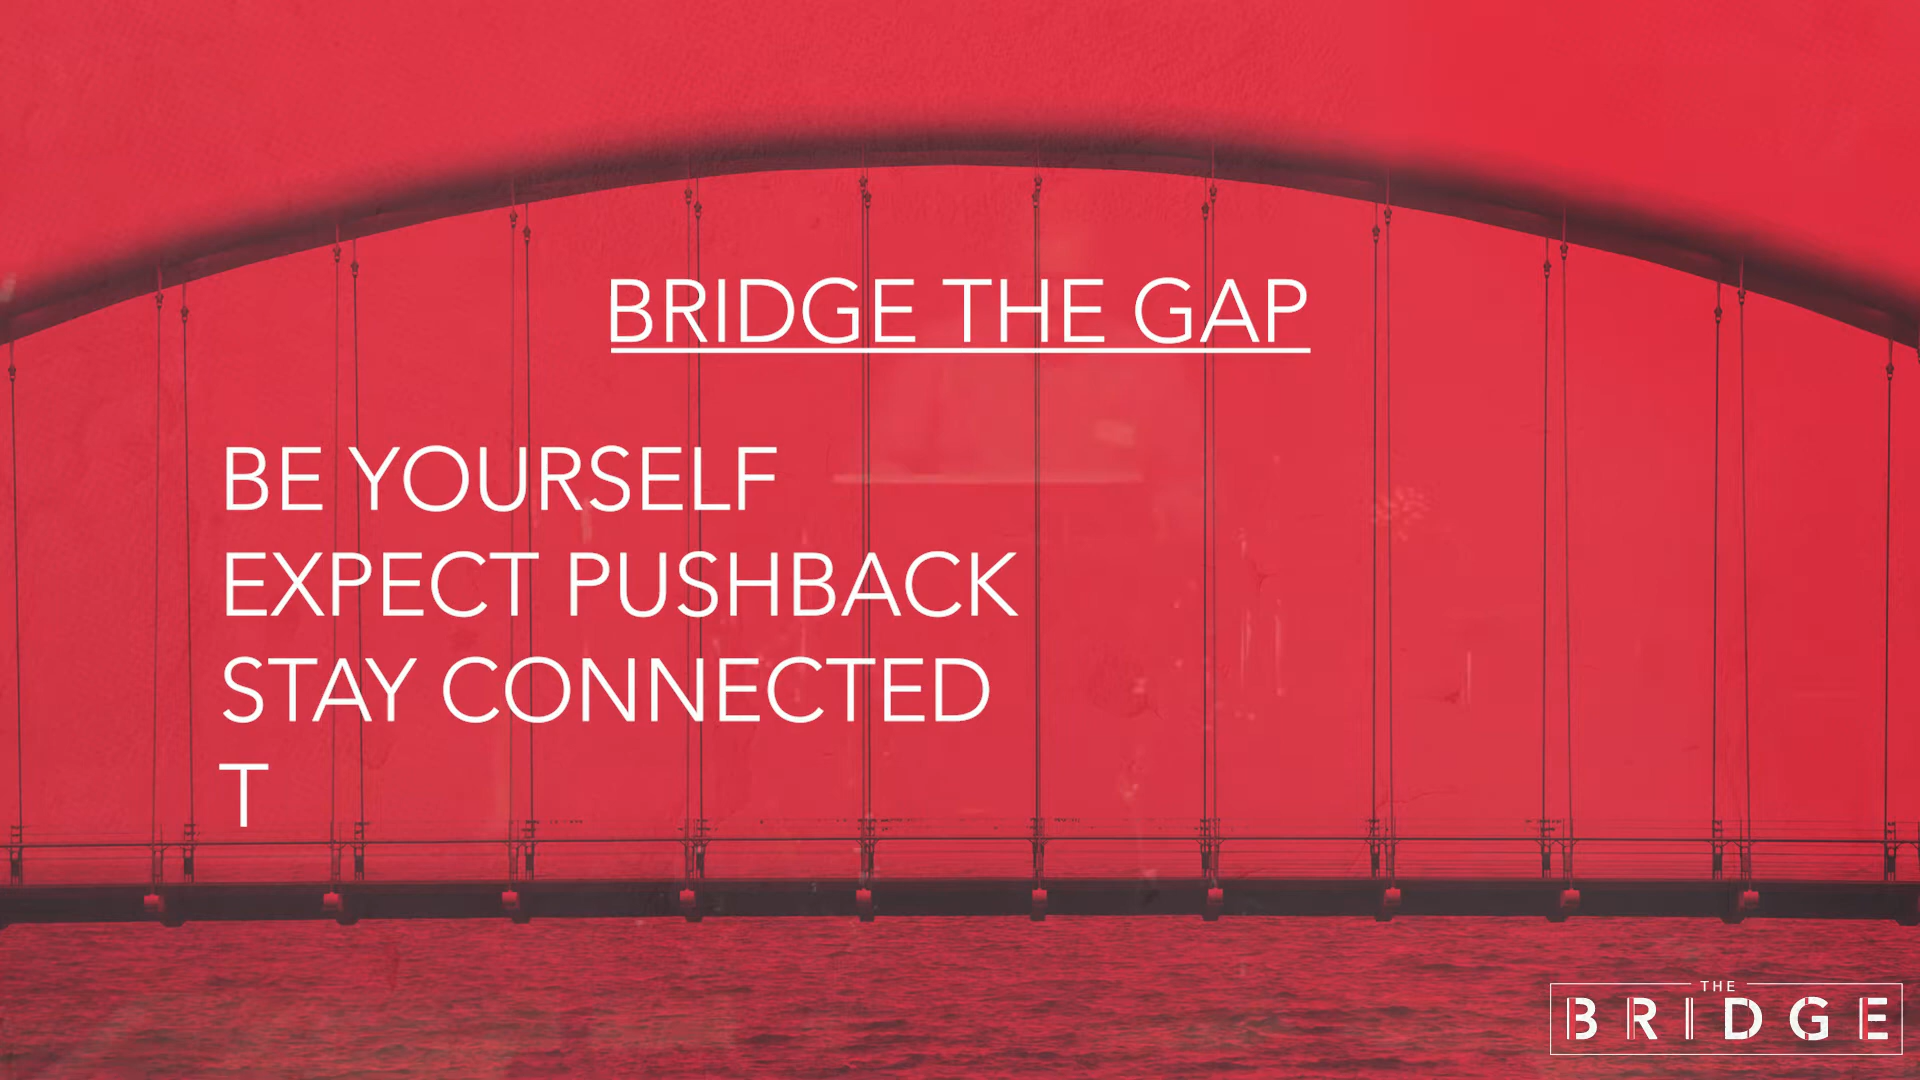 BRIDGE THE GAP
BE YOURSELF
EXPECT PUSHBACK
STAY CONNECTED
T
THE
BRIDGE